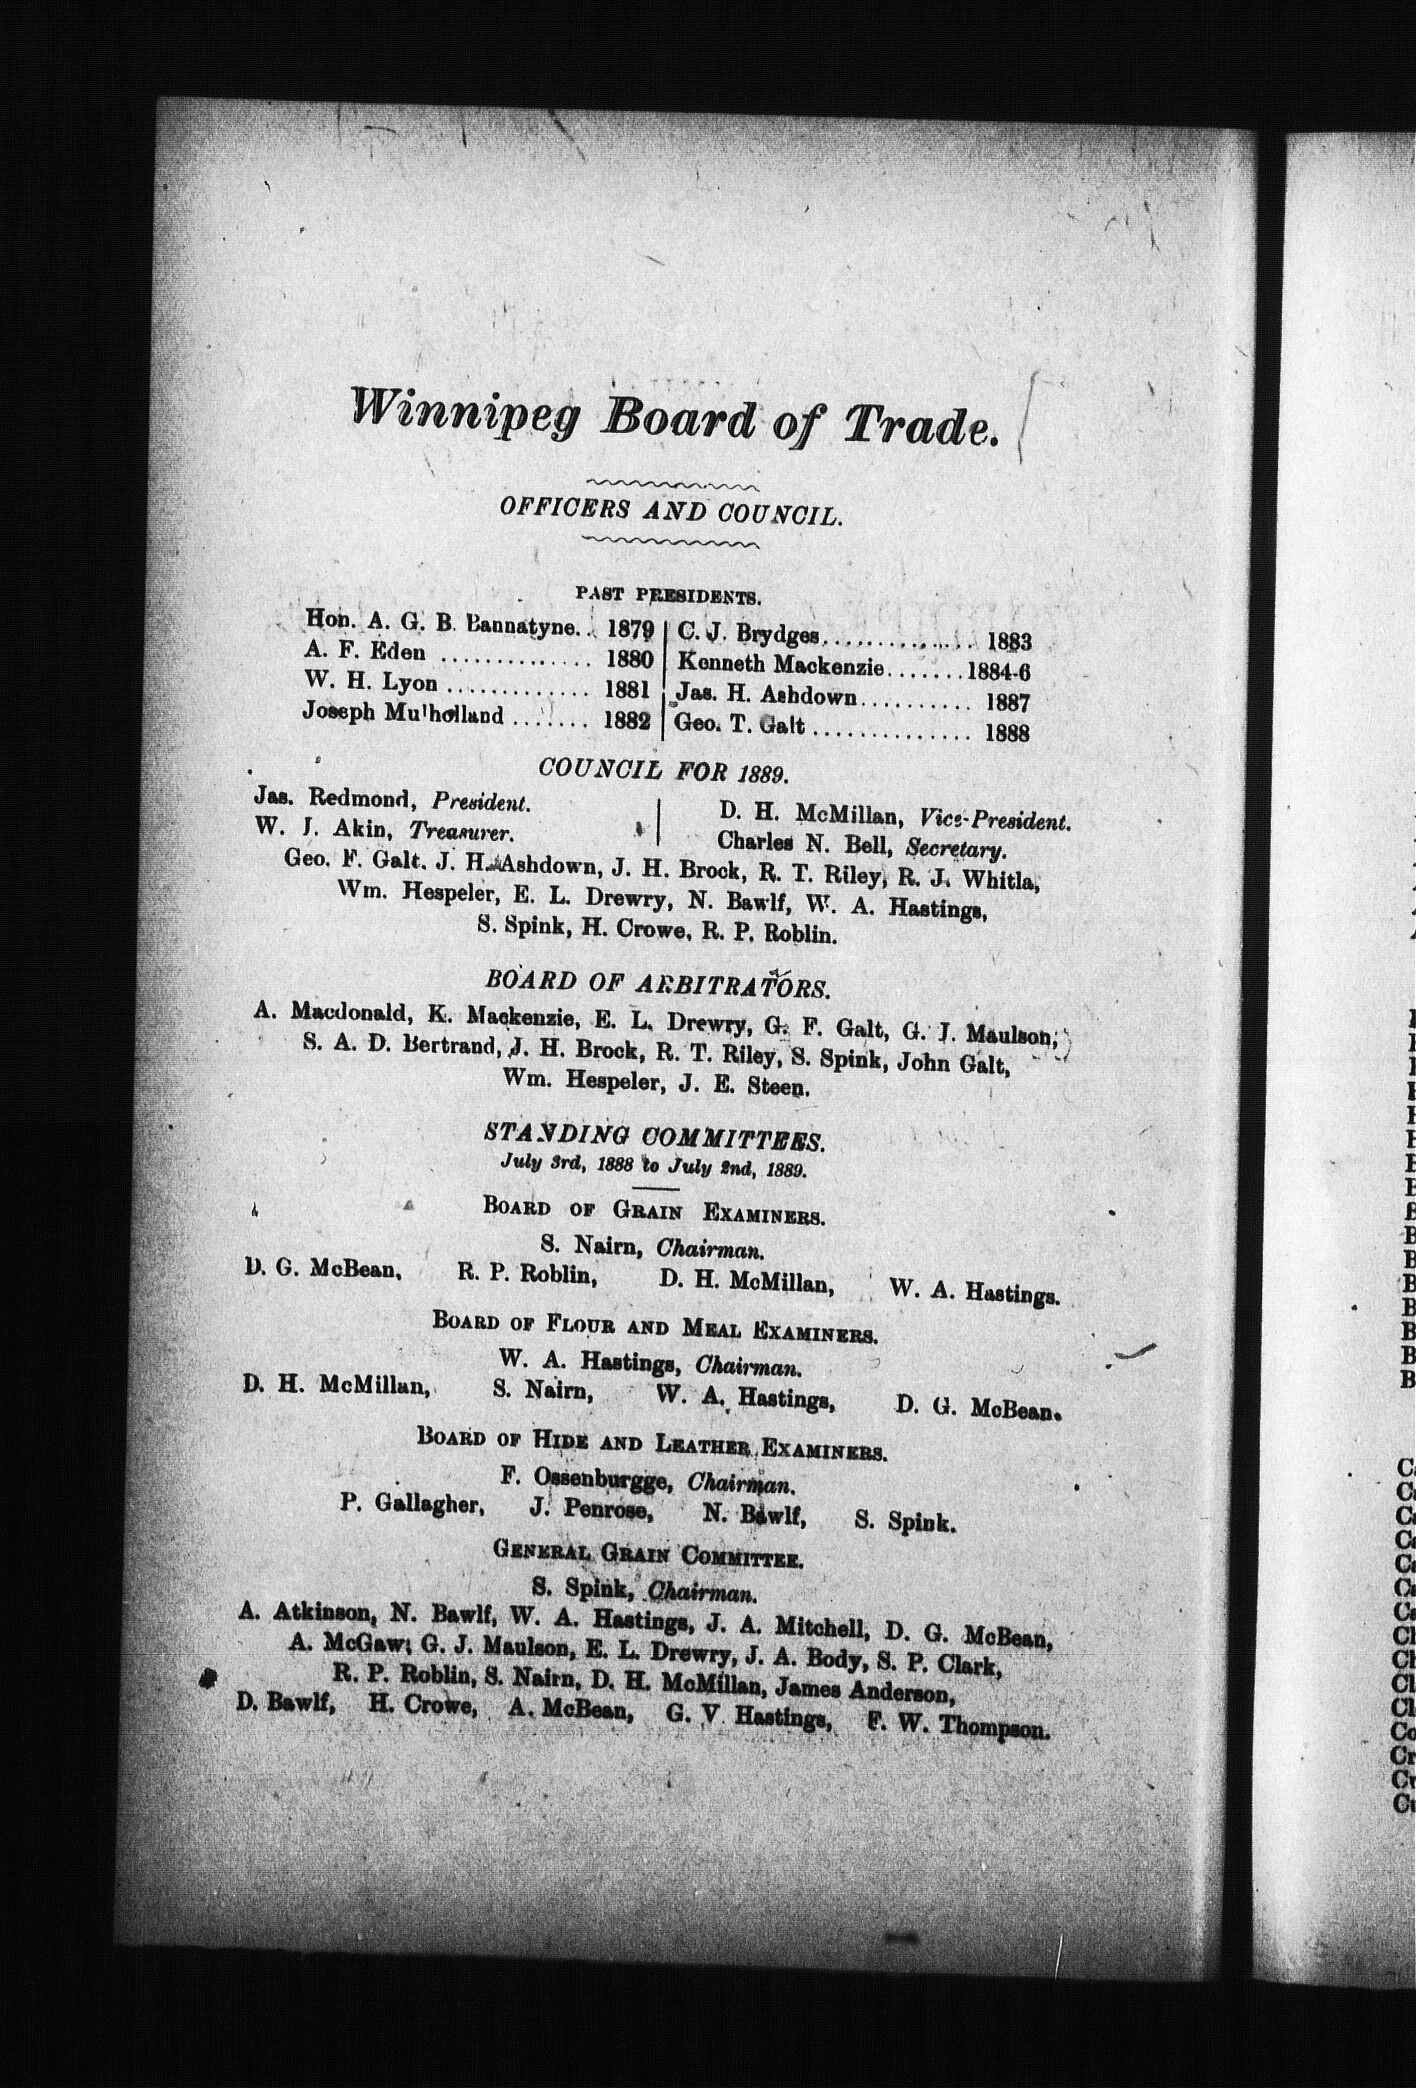 Winnipeg Board of Trade.
OFFICERS AND COUNCIL.
PAST PRESIDENTS.
Hon. A. G. B. Bannatyne.. 1879 | C. J. Brydges................ 1883
A. F. Eden .............. 1880 | Kenneth Mackenzie.......1884-6
W. H. Lyon ............. 1881 | Jas. H. Ashdown.......... 1887
Joseph Mulholland ....... 1882 | Geo. T. Galt .............. 1888
COUNCIL FOR 1889.
Jas. Redmond, President. | D. H. McMillan, Vice-President.
W. J. Akin, Treasurer. | Charles N. Bell, Secretary.
Geo. F. Galt. J. H. Ashdown, J. H. Brock, R. T. Riley, R. J. Whitla,
Wm. Hespeler, E. L. Drewry, N. Bawlf, W. A. Hastings,
S. Spink, H. Crowe, R. P. Roblin.
BOARD OF ARBITRATORS.
A. Macdonald, K. Mackenzie, E. L. Drewry, G. F. Galt, G. J. Maulson,
S. A. D. Bertrand, J. H. Brock, R. T. Riley, S. Spink, John Galt,
Wm. Hespeler, J. E. Steen.
STANDING COMMITTEES.
July 3rd, 1888 to July 2nd, 1889.
BOARD OF GRAIN EXAMINERS.
S. Nairn, Chairman.
D. G. McBean, R. P. Roblin, D. H. McMillan, W. A. Hastings.
BOARD OF FLOUR AND MEAL EXAMINERS.
W. A. Hastings, Chairman.
D. H. McMillan, S. Nairn, W. A. Hastings, D. G. McBean.
BOARD OF HIDE AND LEATHER EXAMINERS.
F. Ossenburgge, Chairman.
P. Gallagher, J. Penrose, N. Bawlf, S. Spink.
GENERAL GRAIN COMMITTEE.
S. Spink, Chairman.
A. Atkinson, N. Bawlf, W. A. Hastings, J. A. Mitchell, D. G. McBean,
A. McGaw, G. J. Maulson, E. L. Drewry, J. A. Body, S. P. Clark,
R. P. Roblin, S. Nairn, D. H. McMillan, James Anderson,
D. Bawlf, H. Crowe, A. McBean, G. V Hastings, F. W. Thompson.